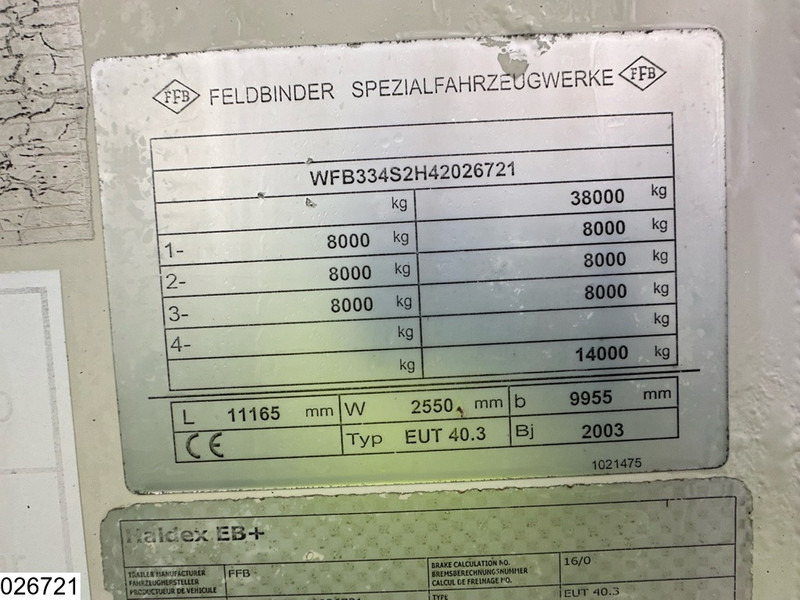 FFB FELDBINDER SPEZIALFAHRZEUGWERKE FFB
WFB334S2H42026721
kg 38000 kg
1- 8000 kg 8000 kg
2- 8000 kg 8000 kg
3- 8000 kg 8000 kg
4- kg kg
kg 14000 kg
L 11165 mm W 2550 mm b 9955 mm
CE Typ EUT 40.3 Bj 2003
1021475
Haldex EB+
TRAILER MANUFACTURER FFB BRAKE CALCULATION NO. 16/0
FAHRZEUGHERSTELLER BREMSBERECHNUNGSNUMMER
PRODUCTEUR DE VÉHICULE CALCUL DE FREINAGE NO.
TYPE EUT 40.3
026721